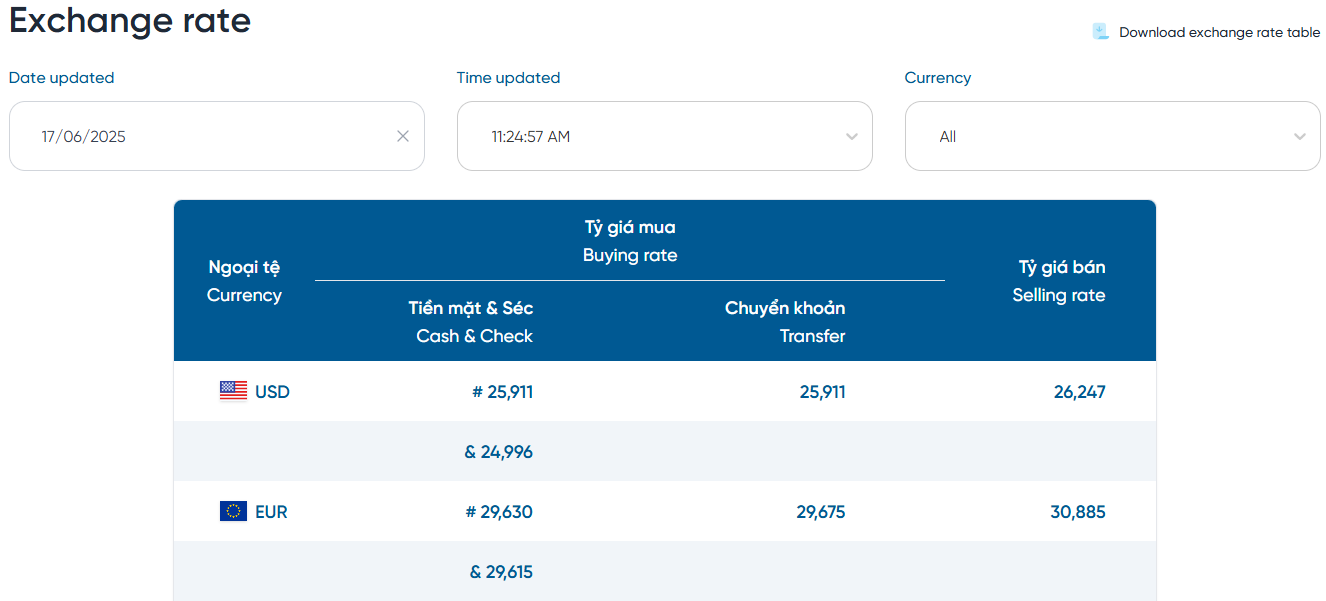 Exchange rate
Download exchange rate table
Date updated
Time updated
Currency
17/06/2025
11:24:57 AM
All
Ngoại tệ
Currency
Tỷ giá mua
Buying rate
Tiền mặt & Séc
Cash & Check
Chuyển khoản
Transfer
Tỷ giá bán
Selling rate
USD # 25,911 25,911 26,247
& 24,996
EUR # 29,630 29,675 30,885
& 29,615